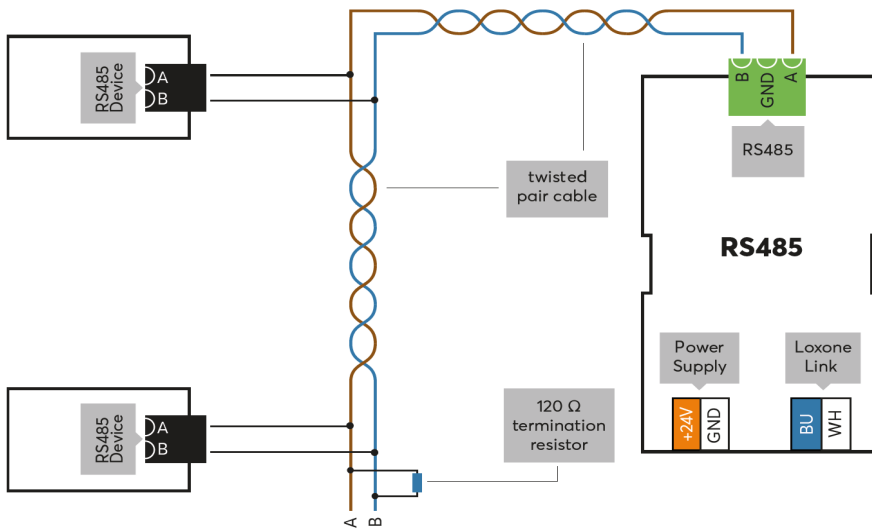 RS485
Device
A
B
B
GND
A
RS485
twisted
pair cable
RS485
Power
Supply
Loxone
Link
+24V
GND
BU
WH
RS485
Device
A
B
120 Ω
termination
resistor
A
B